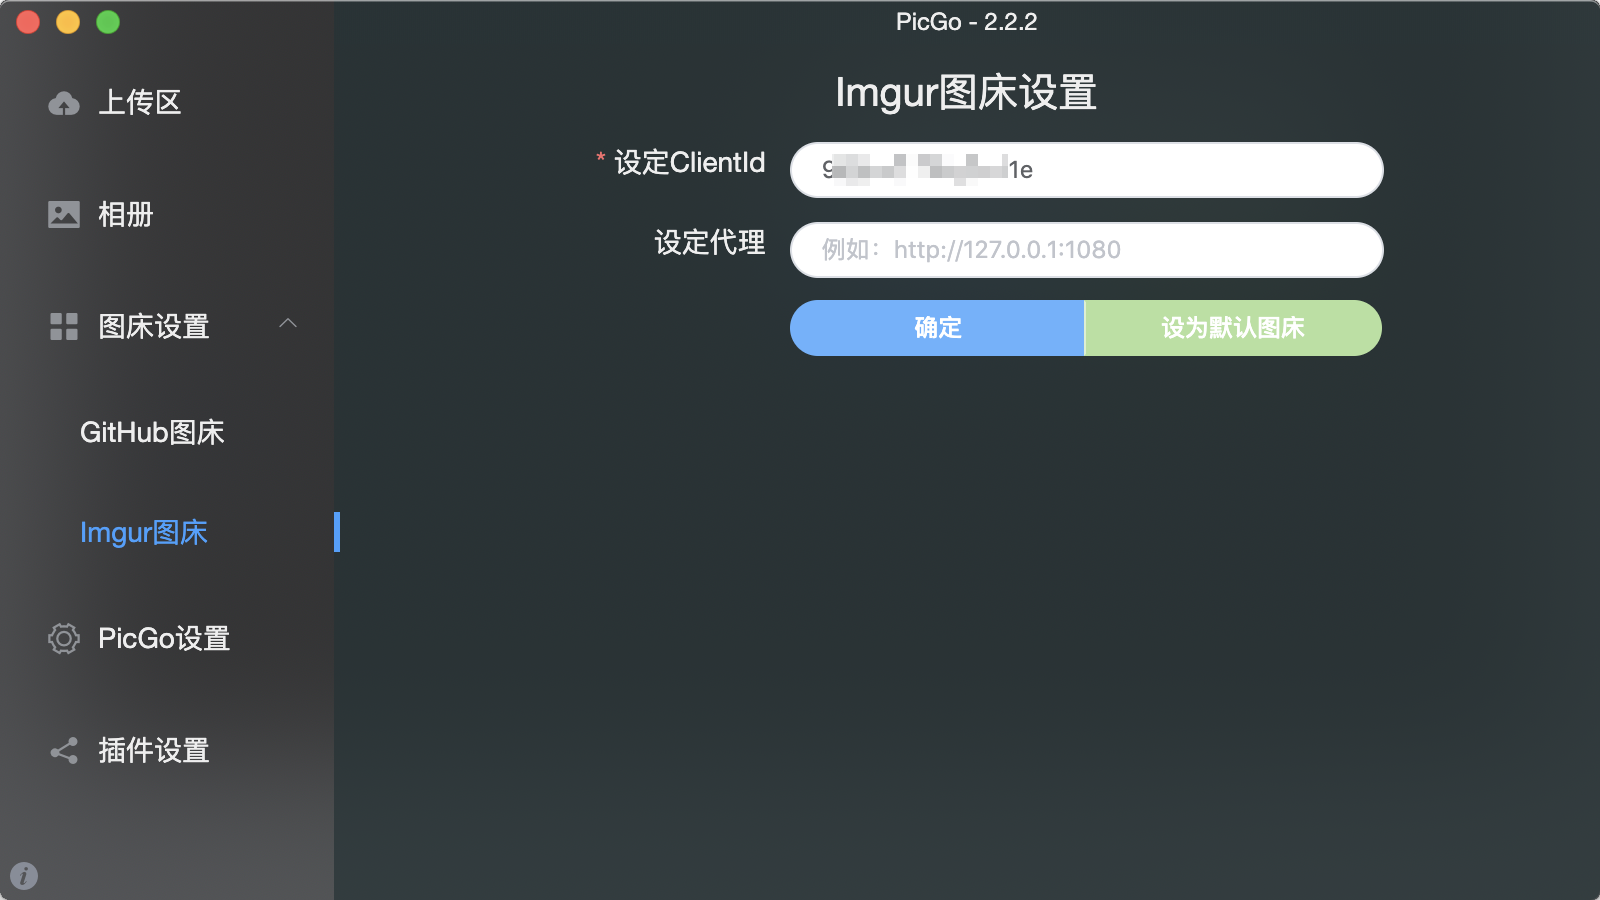 PicGo - 2.2.2
上传区
相册
图床设置
GitHub图床
Imgur图床
PicGo设置
插件设置
Imgur图床设置
* 设定ClientId
1e
设定代理
例如：http://127.0.0.1:1080
确定
设为默认图床